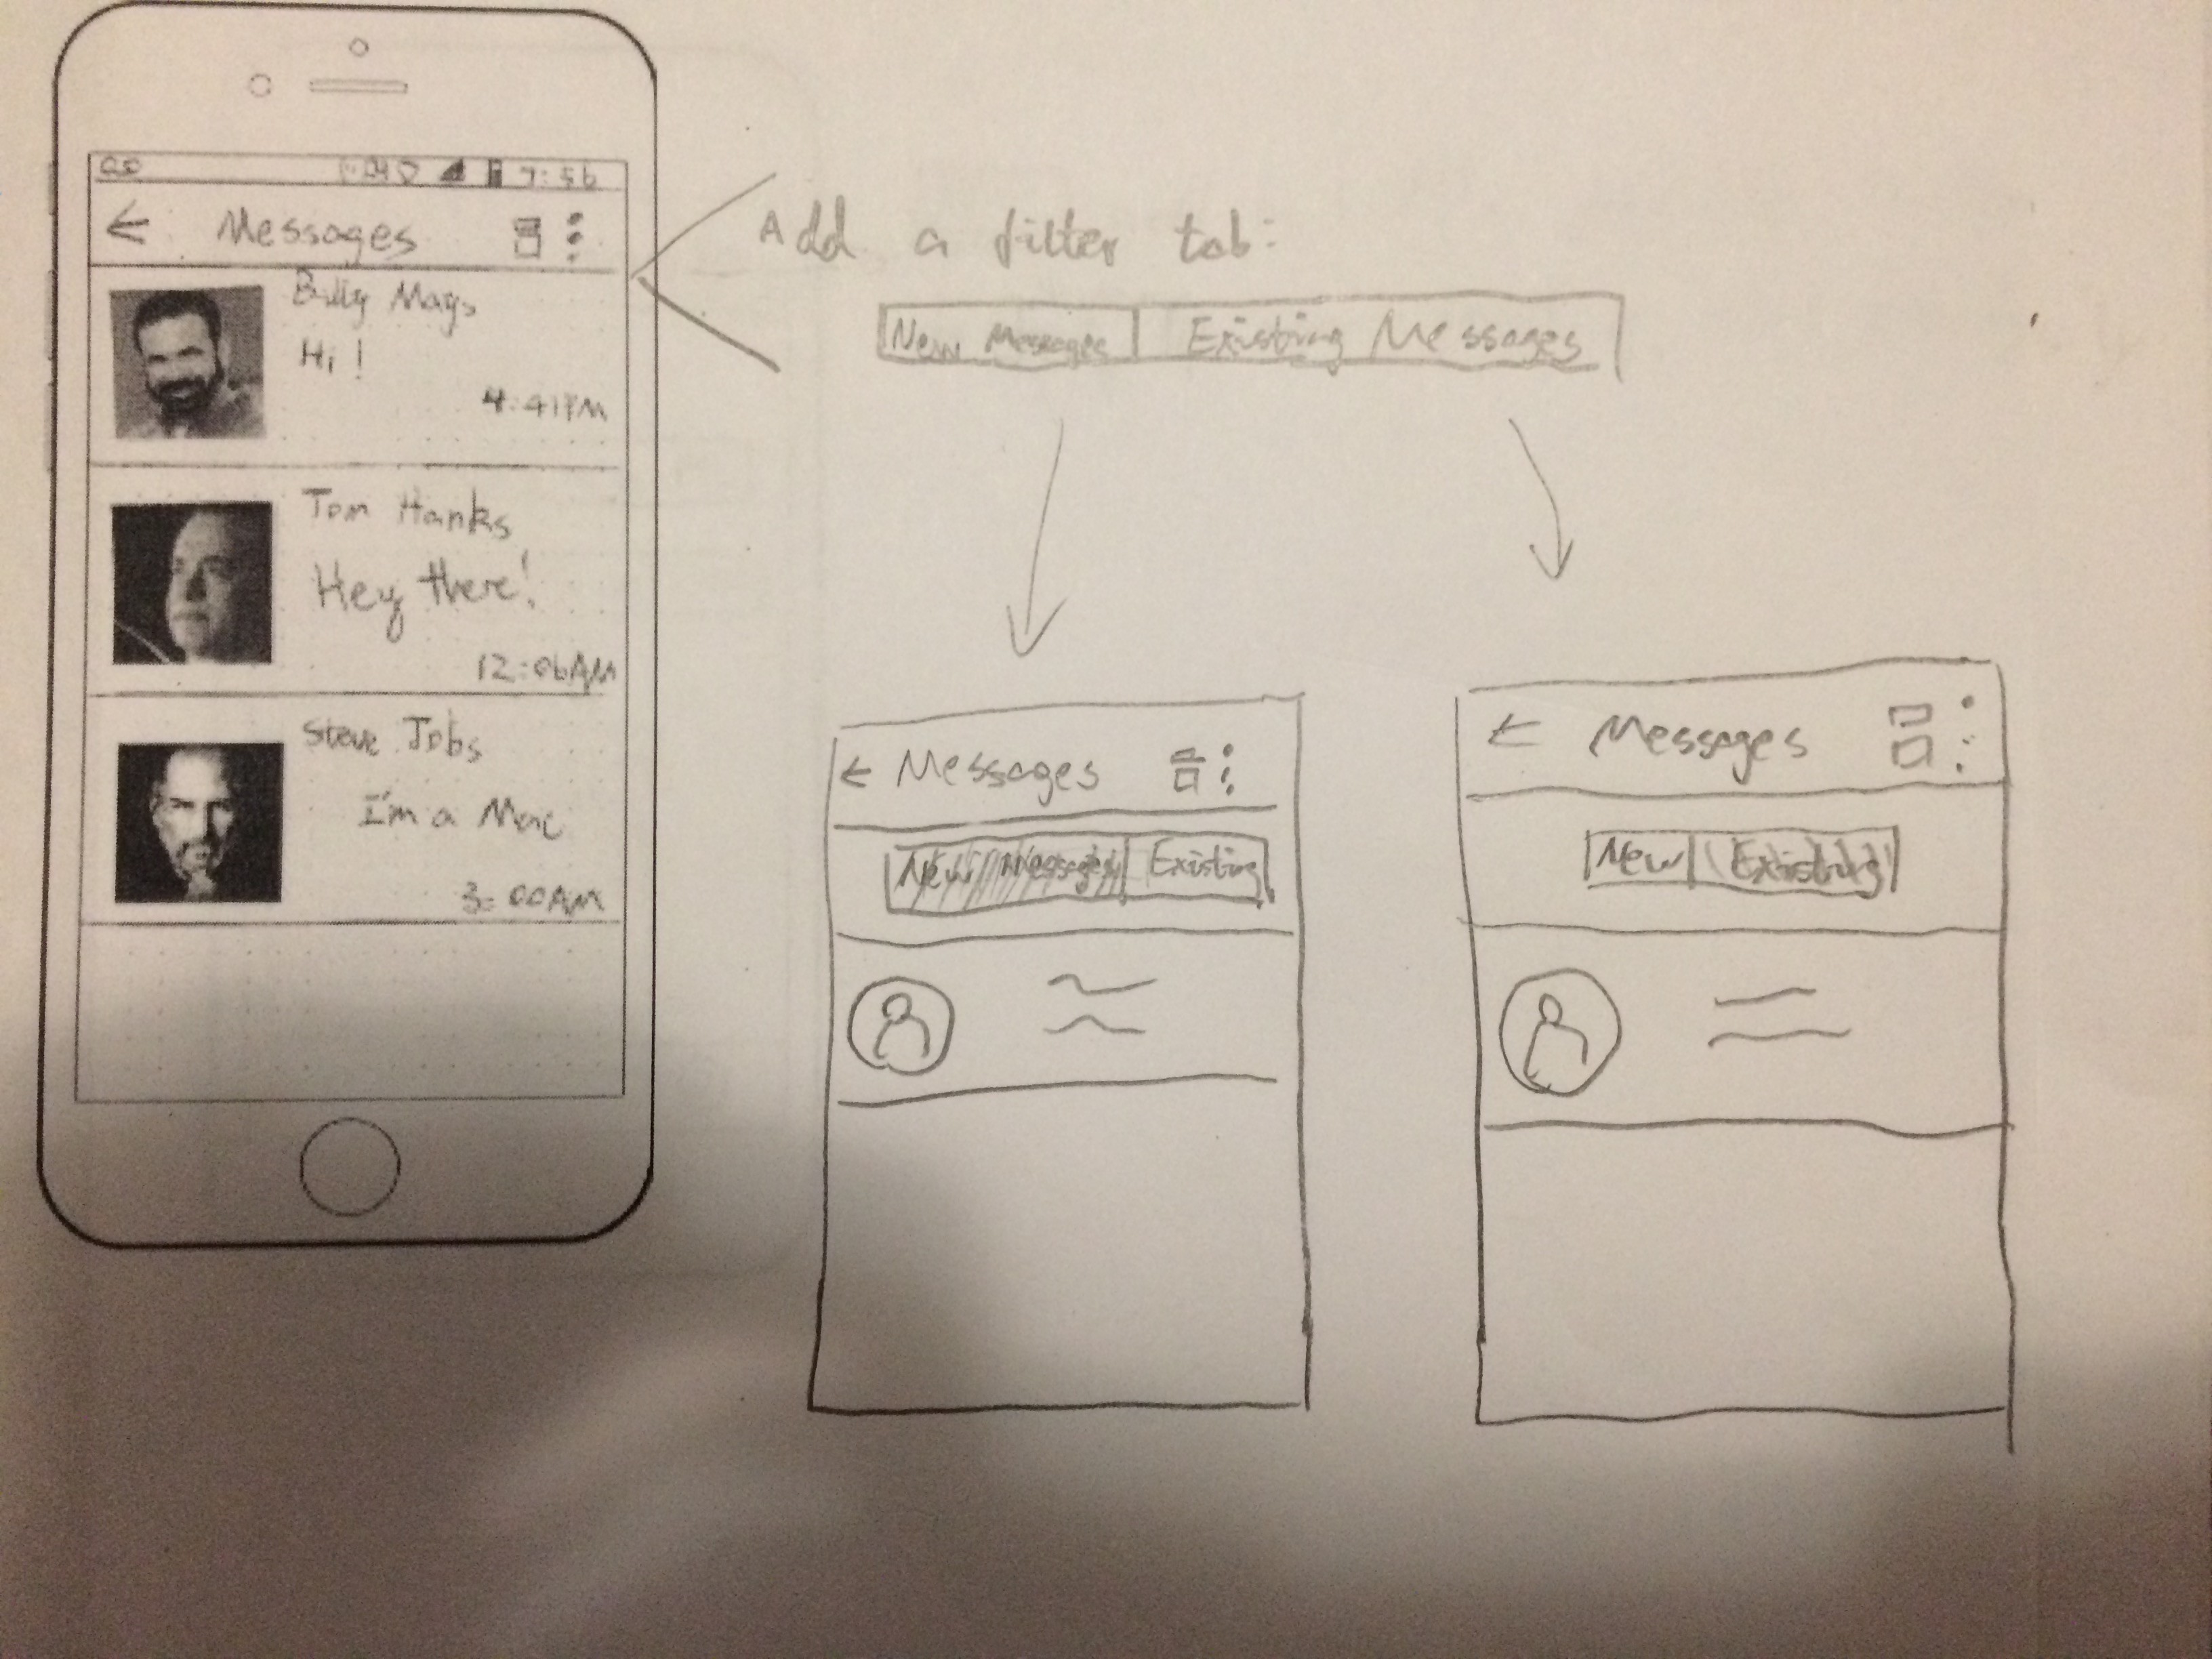 7:56
Messages
Billy Mays
Hi!
4:41PM
Tom Hanks
Hey there!
12:06AM
Steve Jobs
I'm a Mac
3:00AM
Add a filter tab:
New Messages Existing Messages
Messages
New Messages Existing
Messages
New Existing